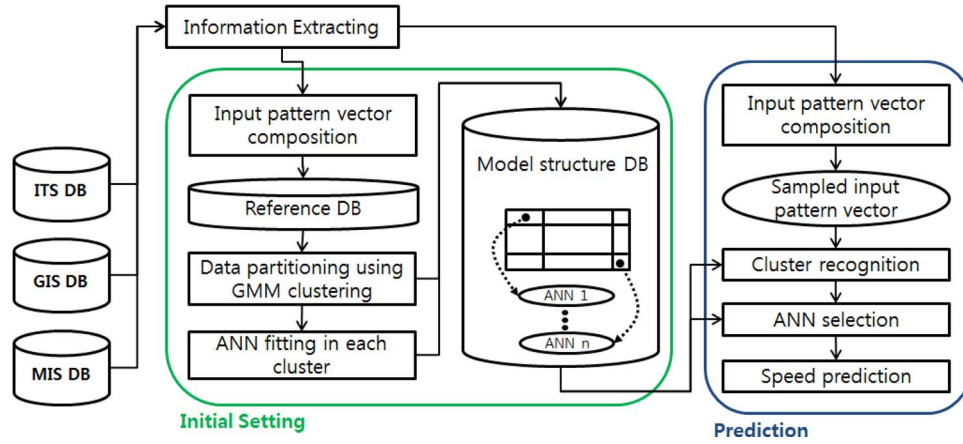 Information Extracting
ITS DB
GIS DB
MIS DB
Input pattern vector
composition
Reference DB
Data partitioning using
GMM clustering
ANN fitting in each
cluster
Initial Setting
Model structure DB
ANN 1
ANN n
Input pattern vector
composition
Sampled input
pattern vector
Cluster recognition
ANN selection
Speed prediction
Prediction